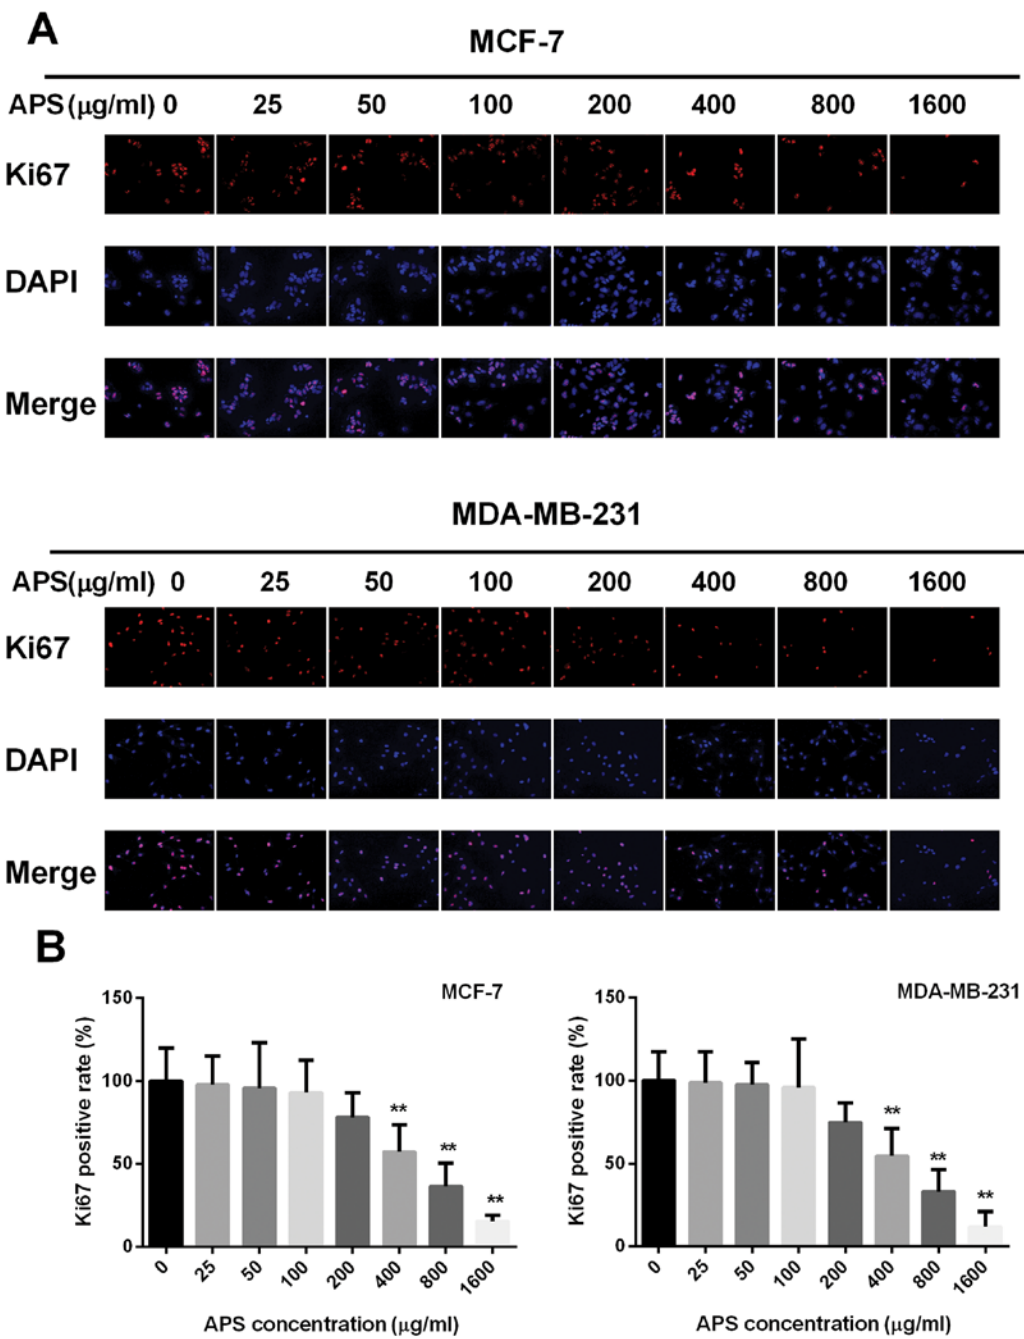 A
MCF-7
APS(μg/ml) 0 25 50 100 200 400 800 1600
Ki67
DAPI
Merge
MDA-MB-231
APS(μg/ml) 0 25 50 100 200 400 800 1600
Ki67
DAPI
Merge
B
MCF-7
Ki67 positive rate (%)
150
100
50
0
** ** **
0 25 50 100 200 400 800 1600
APS concentration (μg/ml)
MDA-MB-231
Ki67 positive rate (%)
150
100
50
0
** ** **
0 25 50 100 200 400 800 1600
APS concentration (μg/ml)